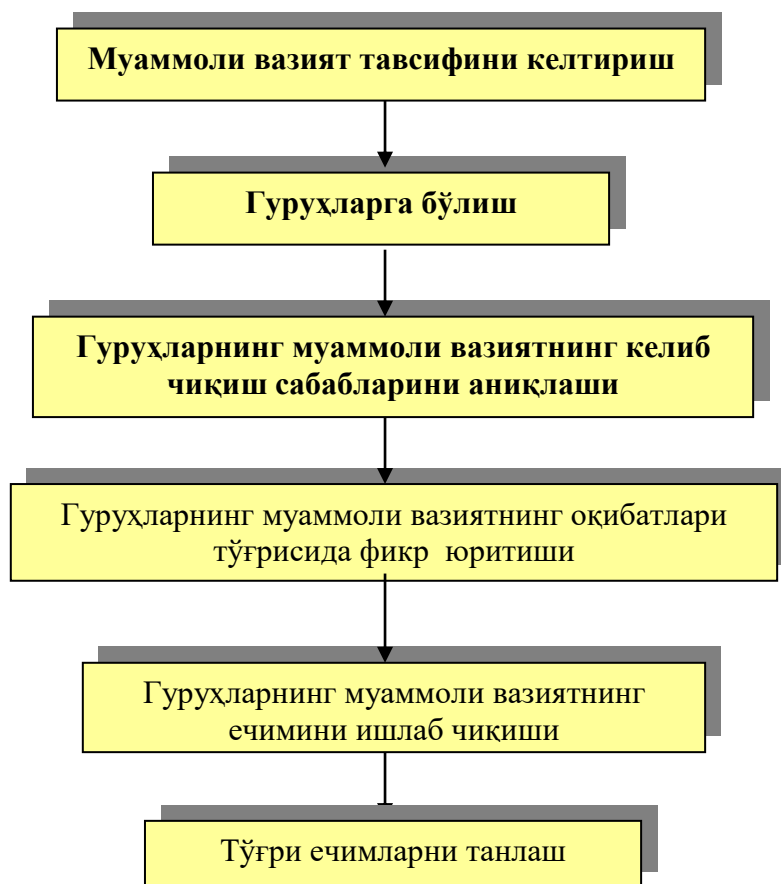 Муаммоли вазият тавсифини келтириш
Гуруҳларга бўлиш
Гуруҳларнинг муаммоли вазиятнинг келиб
чиқиш сабабларини аниқлаши
Гуруҳларнинг муаммоли вазиятнинг оқибатлари
тўғрисида фикр юритиши
Гуруҳларнинг муаммоли вазиятнинг
ечимини ишлаб чиқиши
Тўғри ечимларни танлаш